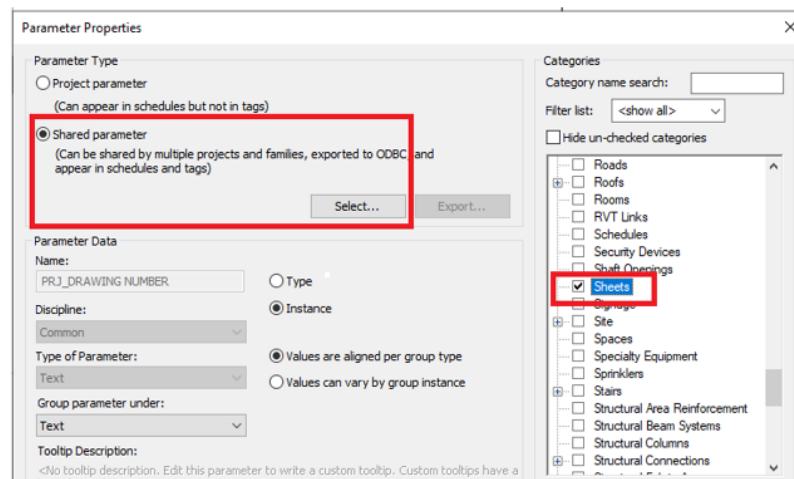 Parameter Properties
Parameter Type
Project parameter
(Can appear in schedules but not in tags)
Shared parameter
(Can be shared by multiple projects and families, exported to ODBC, and
appear in schedules and tags)
Select...
Export...
Parameter Data
Name:
PRJ_DRAWING NUMBER
Type
Discipline:
Instance
Common
Type of Parameter:
Values are aligned per group type
Text
Values can vary by group instance
Group parameter under:
Text
Tooltip Description:
<No tooltip description. Edit this parameter to write a custom tooltip. Custom tooltips have a
Categories
Category name search:
Filter list:
<show all>
Hide un-checked categories
Roads
Roofs
Rooms
RVT Links
Schedules
Security Devices
Shaft Openings
Sheets
Signage
Site
Spaces
Specialty Equipment
Sprinklers
Stairs
Structural Area Reinforcement
Structural Beam Systems
Structural Columns
Structural Connections